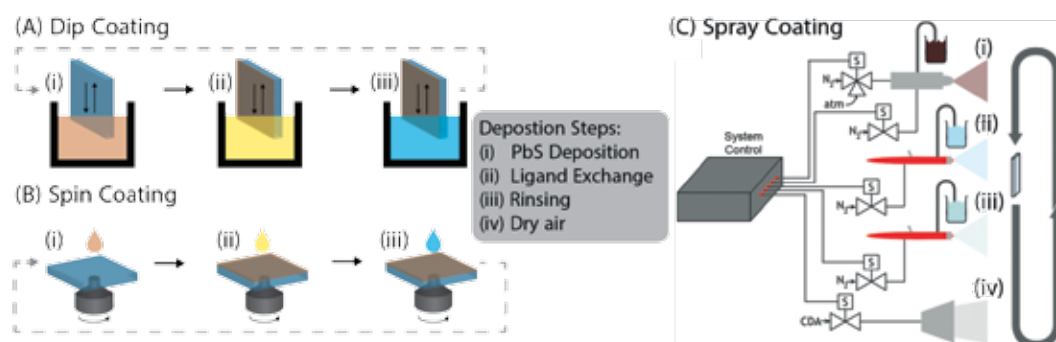 (A) Dip Coating
(i)
(ii)
(iii)
(B) Spin Coating
(i)
(ii)
(iii)
Depostion Steps:
(i) PbS Deposition
(ii) Ligand Exchange
(iii) Rinsing
(iv) Dry air
(C) Spray Coating
System
Control
S
N₂
atm
(i)
S
N₂
(ii)
S
N₂
(iii)
S
N₂
S
CDA
(iv)